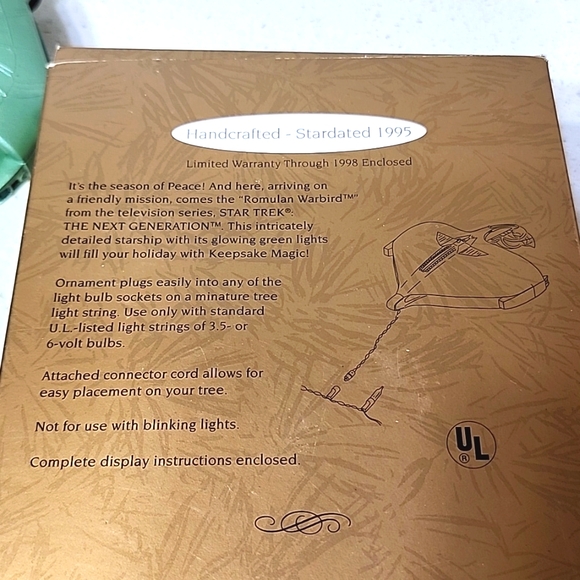 Handcrafted - Stardated 1995
Limited Warranty Through 1998 Enclosed
It's the season of Peace! And here, arriving on
a friendly mission, comes the "Romulan Warbird™"
from the television series, STAR TREK®:
THE NEXT GENERATION™. This intricately
detailed starship with its glowing green lights
will fill your holiday with Keepsake Magic!
Ornament plugs easily into any of the
light bulb sockets on a minature tree
light string. Use only with standard
U.L.-listed light strings of 3.5- or
6-volt bulbs.
Attached connector cord allows for
easy placement on your tree.
Not for use with blinking lights.
Complete display instructions enclosed.
UL
®